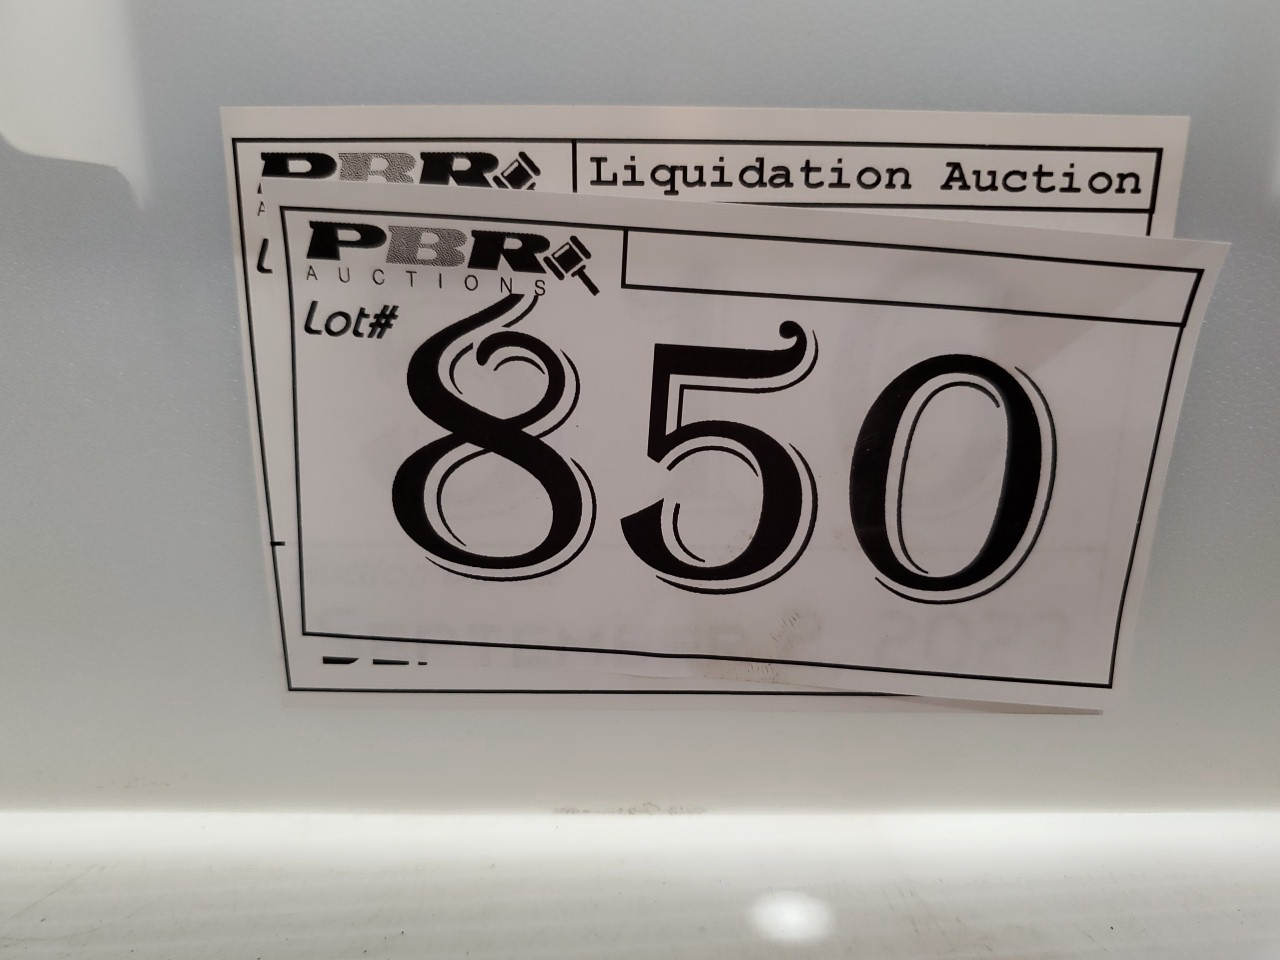 PBR
Liquidation Auction
PBR
AUCTIONS
Lot#
850